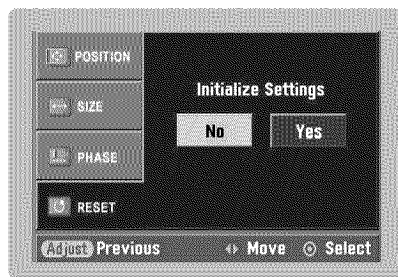 POSITION
SIZE
PHASE
RESET
Initialize Settings
No Yes
Adjust Previous Move Select